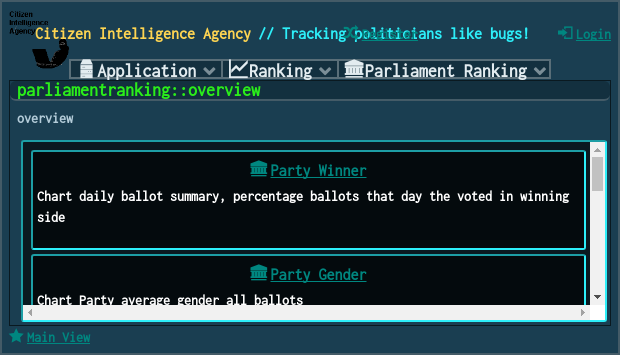 Citizen
Intelligence
Agency
Citizen Intelligence Agency // Tracking politicians like bugs!
Register
Login
Application
Ranking
Parliament Ranking
parliamentranking::overview
overview
Party Winner
Chart daily ballot summary, percentage ballots that day the voted in winning
side
Party Gender
Chart Party average gender all ballots
Main View